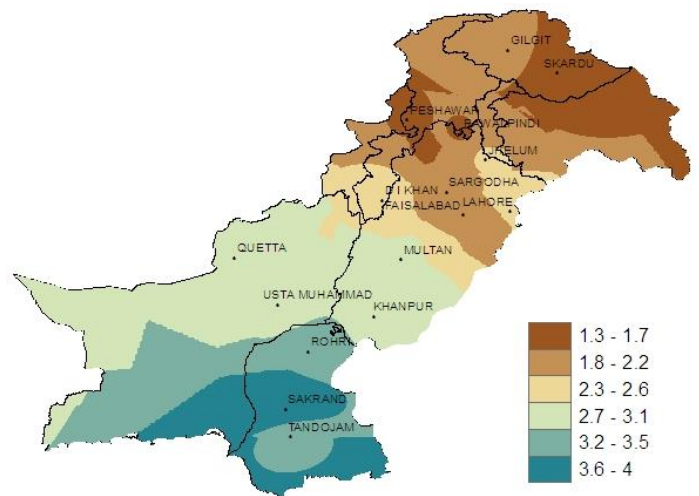 GILGIT
SKARDU
PESHAWAR
RAWALPINDI
JHELUM
D I KHAN
SARGODHA
FAISALABAD
LAHORE
QUETTA
MULTAN
USTA MUHAMMAD
KHANPUR
ROHRI
SAKRAND
TANDOJAM
1.3 - 1.7
1.8 - 2.2
2.3 - 2.6
2.7 - 3.1
3.2 - 3.5
3.6 - 4